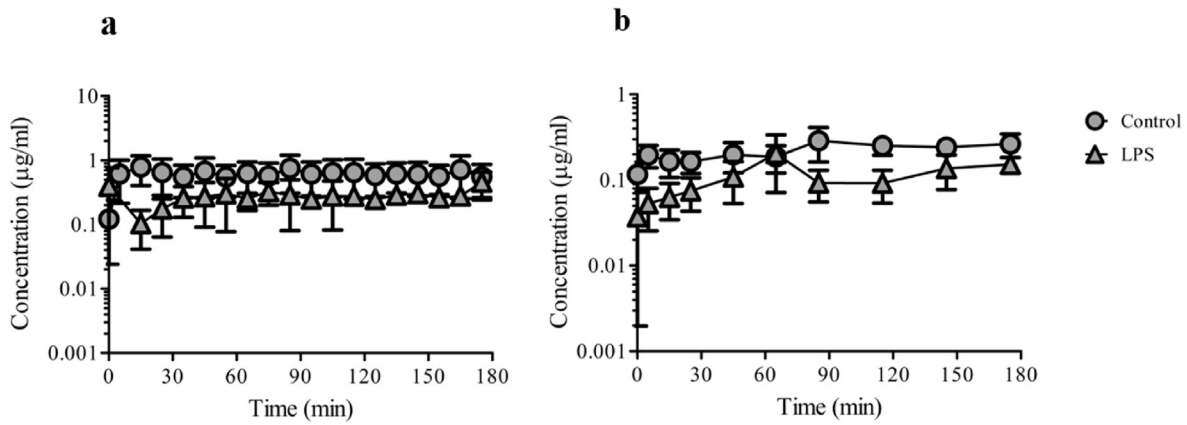 a
b
10
1
0.1
0.01
0.001
Concentration (µg/ml)
0 30 60 90 120 150 180
Time (min)
1
0.1
0.01
0.001
Concentration (µg/ml)
0 30 60 90 120 150 180
Time (min)
Control
LPS